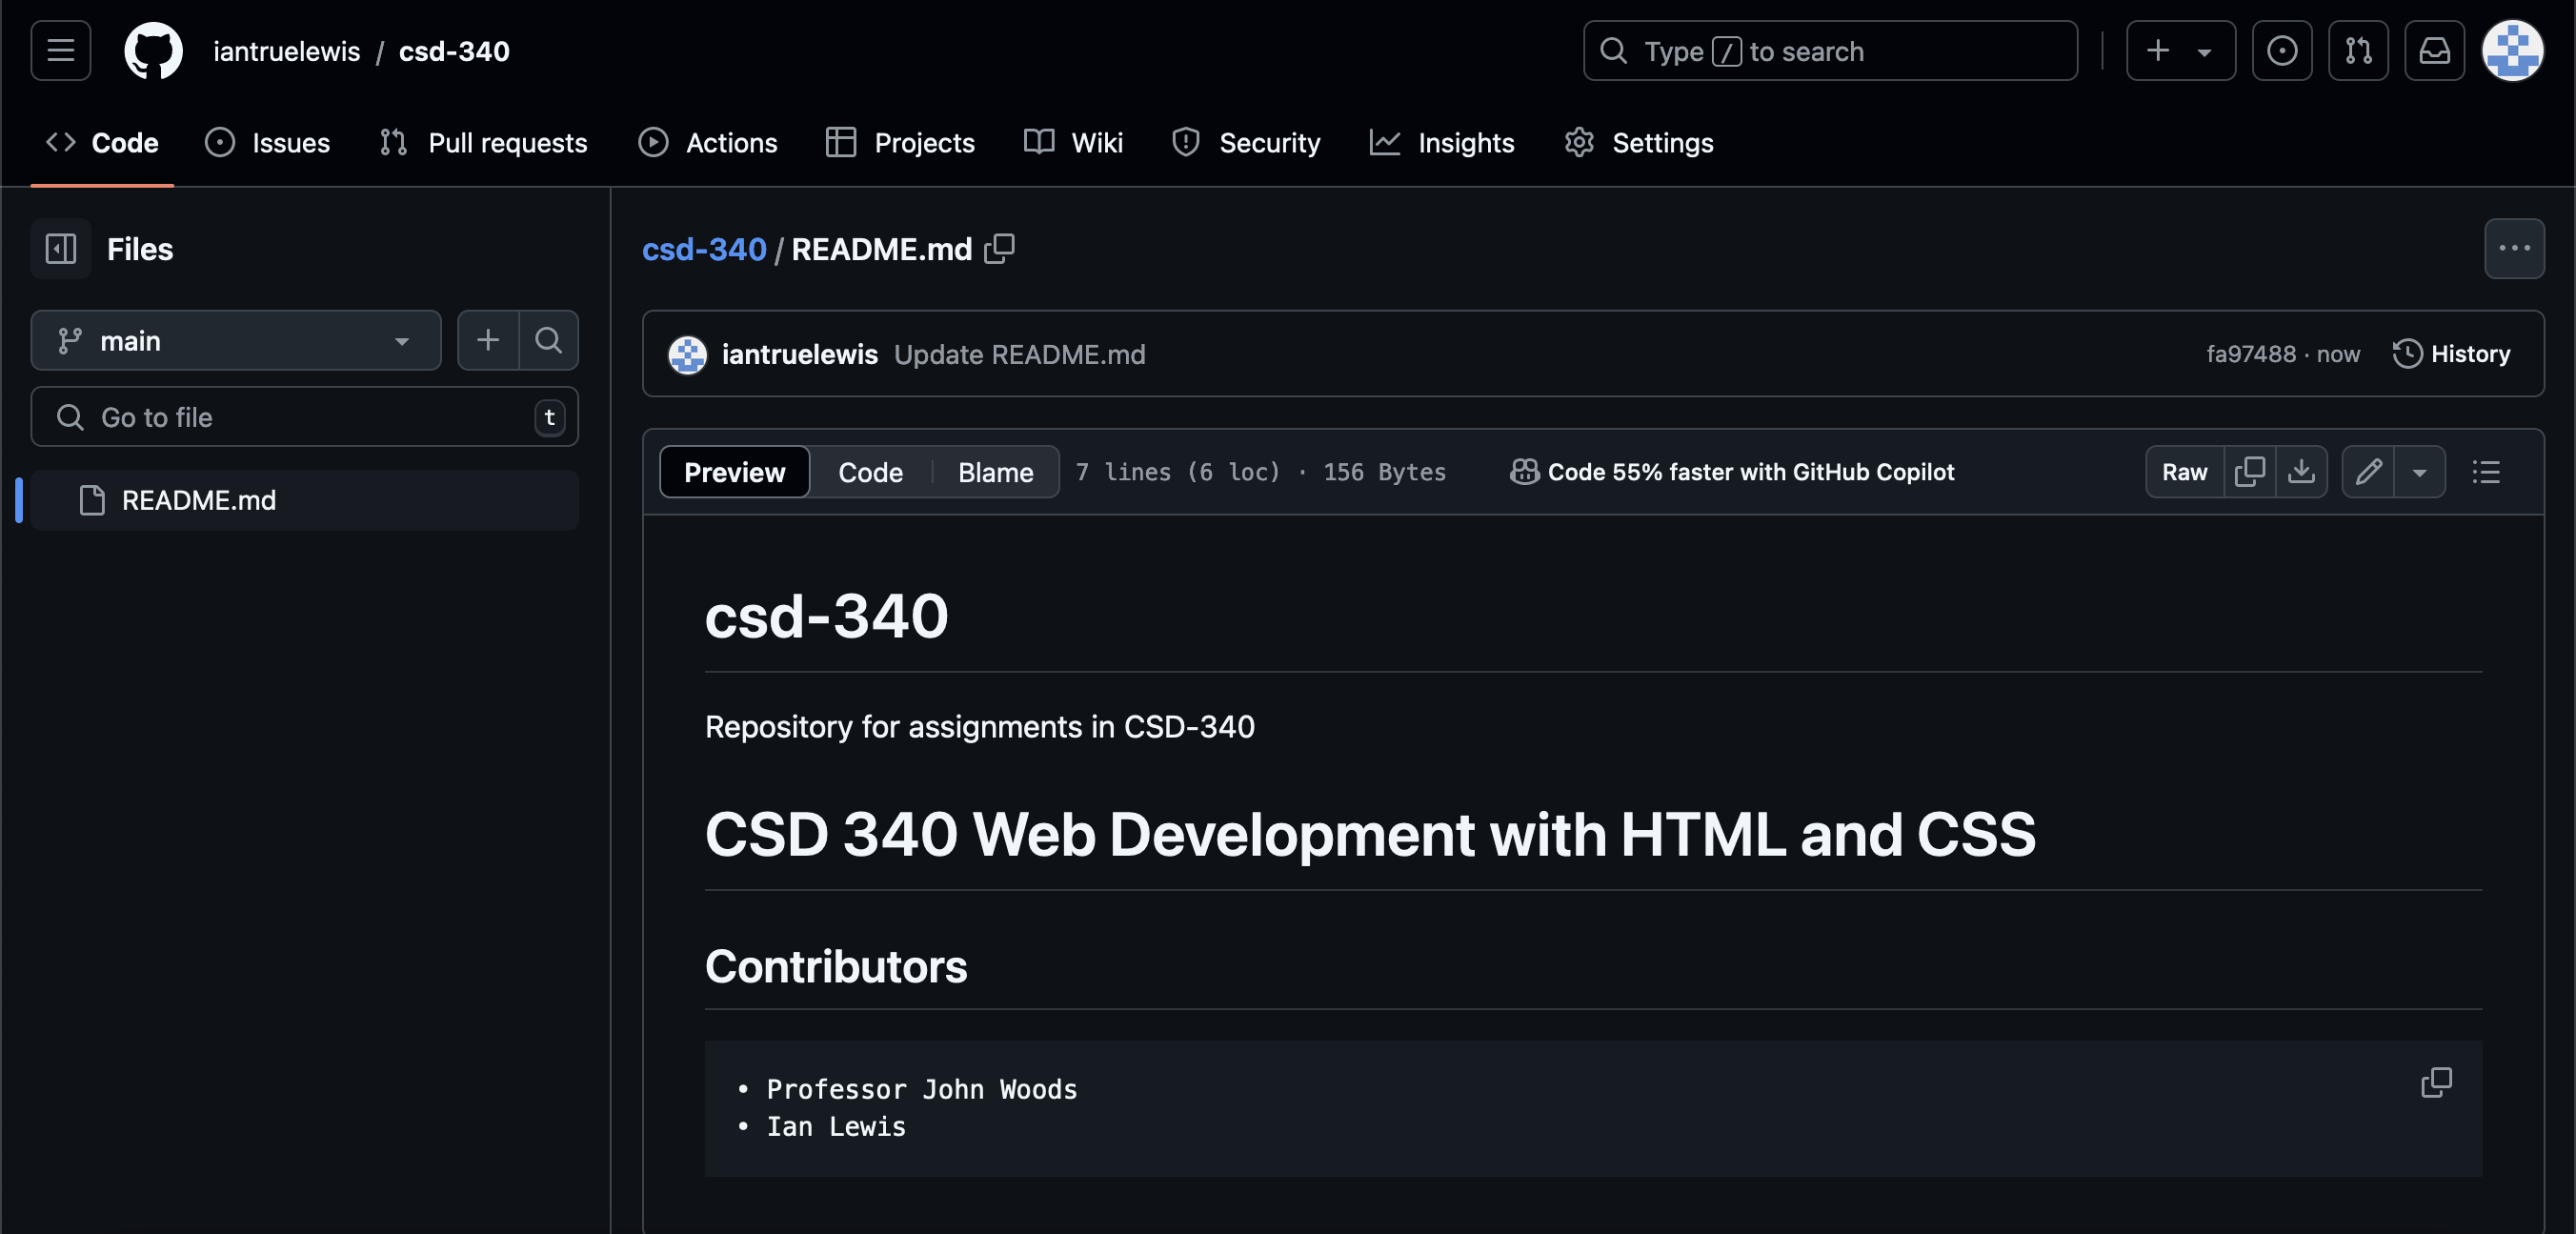 iantruelewis / csd-340
Type / to search
Code Issues Pull requests Actions Projects Wiki Security Insights Settings
Files
main
Go to file t
README.md
csd-340 / README.md
iantruelewis Update README.md fa97488 · now History
Preview Code Blame 7 lines (6 loc) · 156 Bytes Code 55% faster with GitHub Copilot Raw
csd-340
Repository for assignments in CSD-340
CSD 340 Web Development with HTML and CSS
Contributors
• Professor John Woods
• Ian Lewis